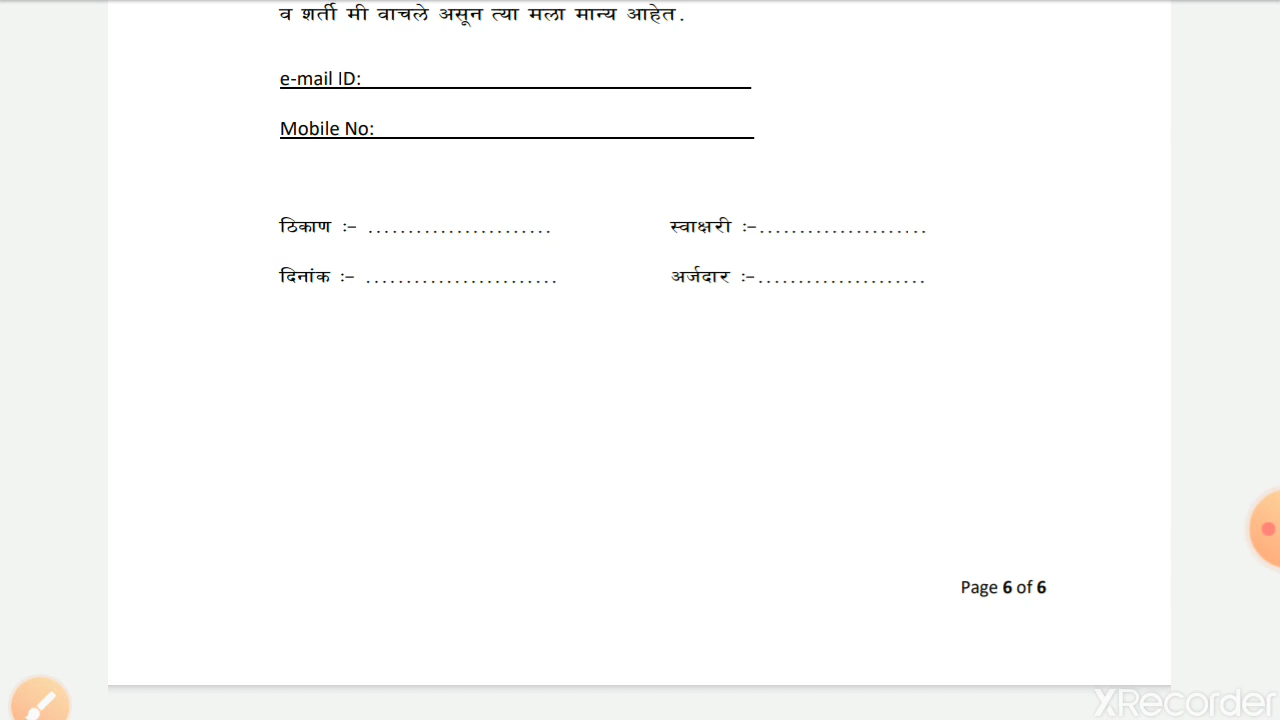 व शर्ती मी वाचले असून त्या मला मान्य आहेत.
e-mail ID:
Mobile No:
ठिकाण :- ....................... स्वाक्षरी :-.....................
दिनांक :- ........................ अर्जदार :-.....................
Page 6 of 6
XRecorder